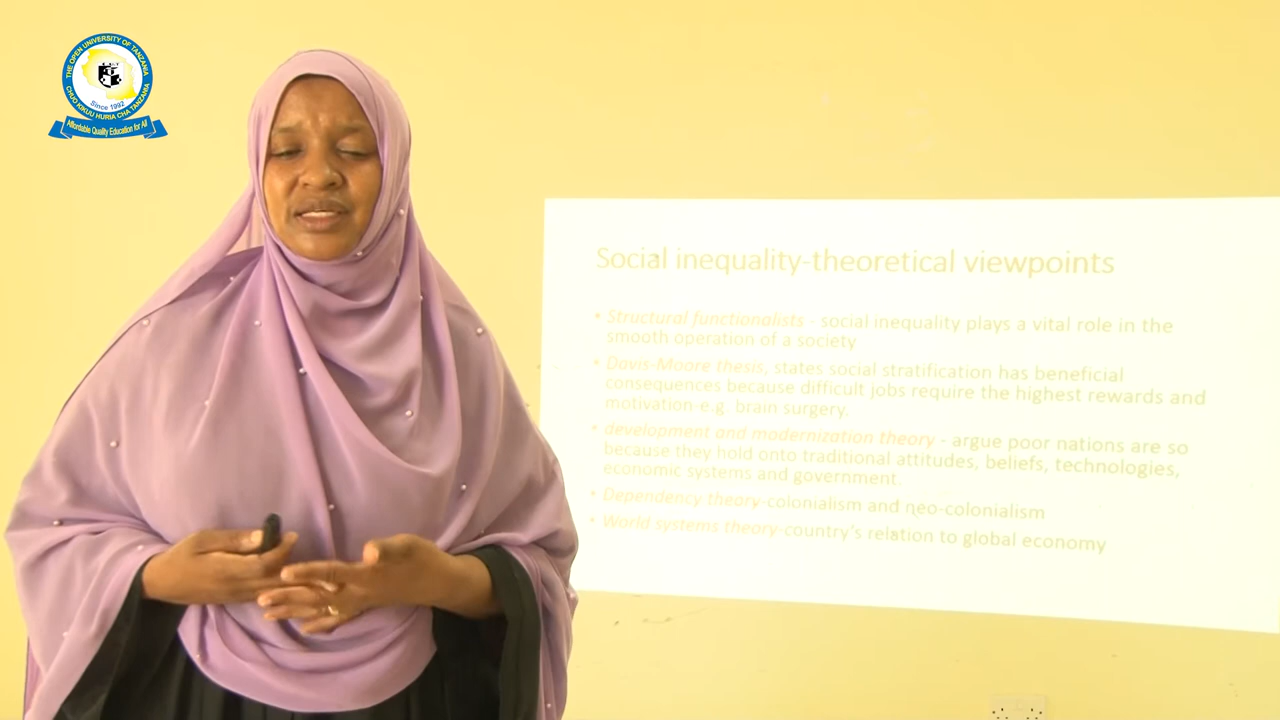 THE OPEN UNIVERSITY OF TANZANIA
CHUO KIKUU HURIA CHA TANZANIA
Since 1992
Affordable Quality Education for All
Social inequality-theoretical viewpoints
• Structural functionalists - social inequality plays a vital role in the
smooth operation of a society
• Davis-Moore thesis, states social stratification has beneficial
consequences because difficult jobs require the highest rewards and
motivation e.g brain surgery.
• development and modernization theory - argue poor nations are so
because they hold onto traditional attitudes, beliefs, technologies,
economic systems and government.
• Dependency theory-colonialism and neo-colonialism
• World systems theory-country's relation to global economy